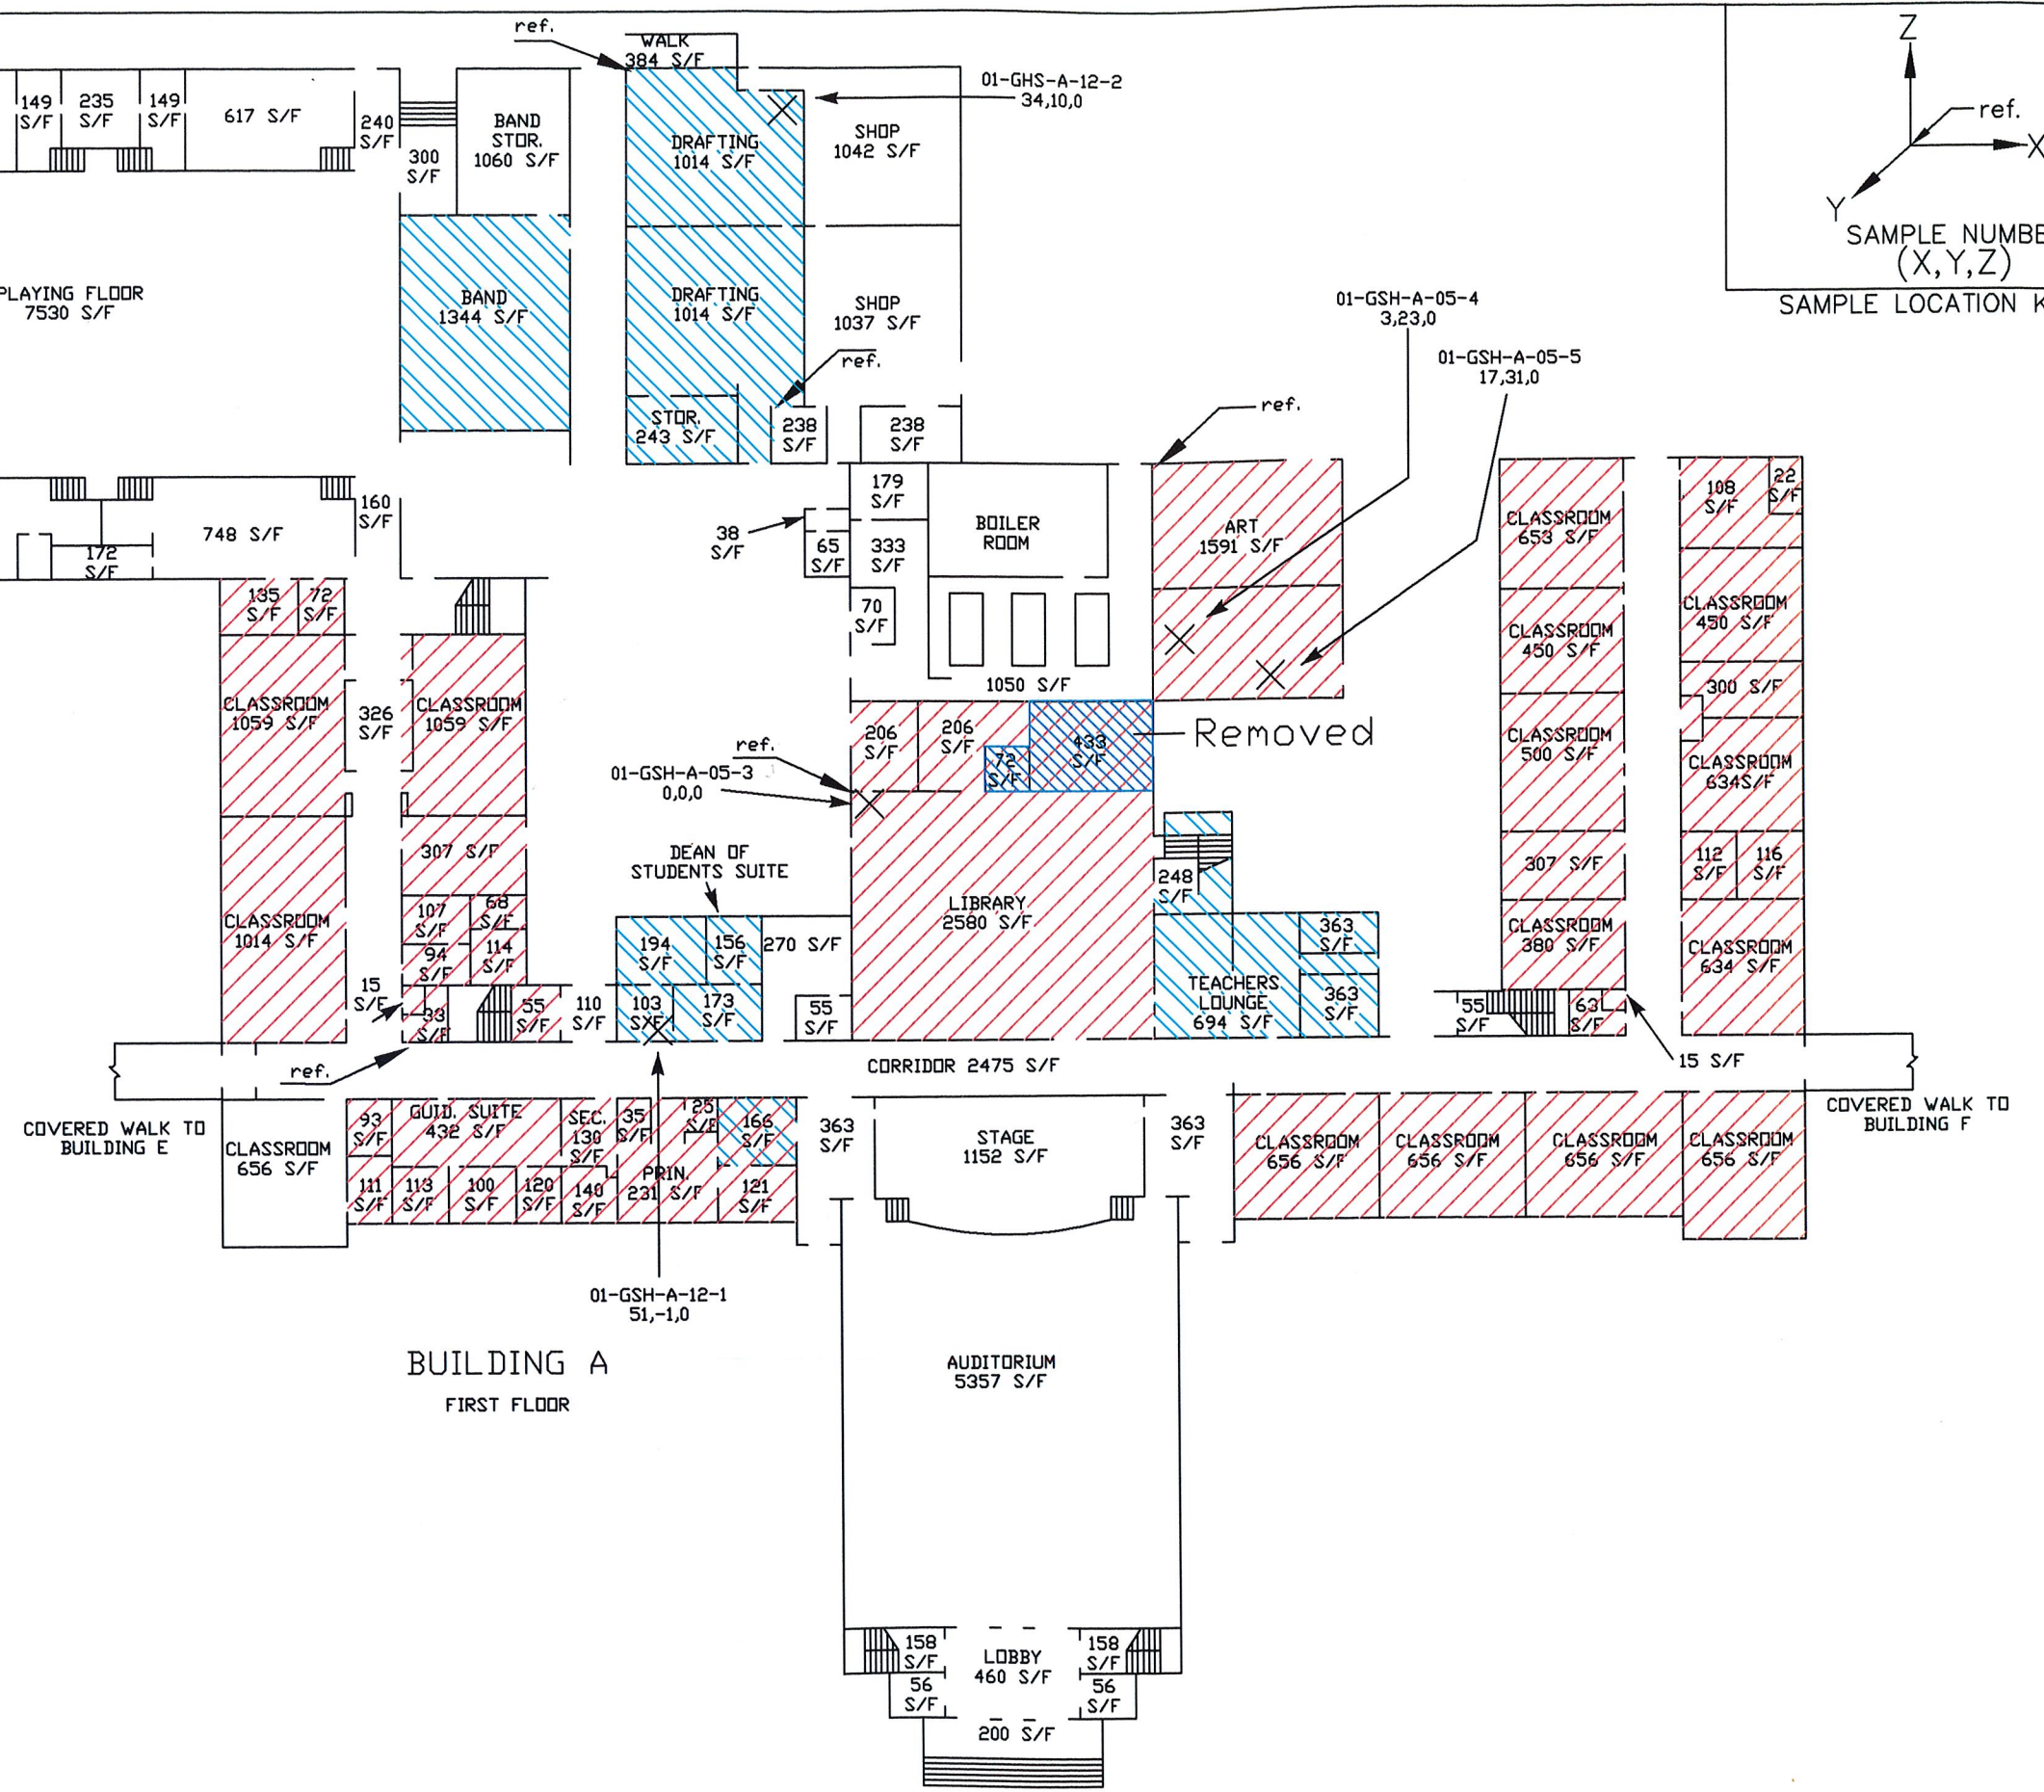 ref.
WALK
384 S/F
01-GHS-A-12-2
34,10,0
149
S/F
235
S/F
149
S/F
617 S/F
240
S/F
300
S/F
BAND
STOR.
1060 S/F
DRAFTING
1014 S/F
SHOP
1042 S/F
Z
ref.
X
Y
SAMPLE NUMBE
(X,Y,Z)
SAMPLE LOCATION K
PLAYING FLOOR
7530 S/F
BAND
1344 S/F
DRAFTING
1014 S/F
SHOP
1037 S/F
ref.
01-GSH-A-05-4
3,23,0
01-GSH-A-05-5
17,31,0
STOR.
243 S/F
238
S/F
238
S/F
ref.
748 S/F
172
S/F
160
S/F
38
S/F
65
S/F
179
S/F
333
S/F
70
S/F
BOILER
ROOM
1050 S/F
ART
1591 S/F
CLASSROOM
653 S/F
108
S/F
22
S/F
CLASSROOM
450 S/F
CLASSROOM
450 S/F
300 S/F
CLASSROOM
500 S/F
CLASSROOM
634S/F
135
S/F
72
S/F
CLASSROOM
1059 S/F
326
S/F
CLASSROOM
1059 S/F
206
S/F
206
S/F
72
S/F
433
S/F
Removed
ref.
01-GSH-A-05-3
0,0,0
307 S/F
DEAN OF
STUDENTS SUITE
248
S/F
307 S/F
112
S/F
116
S/F
CLASSROOM
1014 S/F
107
S/F
68
S/F
94
S/F
114
S/F
194
S/F
156
S/F
270 S/F
LIBRARY
2580 S/F
363
S/F
TEACHERS
LOUNGE
694 S/F
363
S/F
CLASSROOM
380 S/F
CLASSROOM
634 S/F
15
S/F
33
S/F
55
S/F
110
S/F
103
S/F
173
S/F
55
S/F
55
S/F
63
S/F
15 S/F
ref.
CORRIDOR 2475 S/F
COVERED WALK TO
BUILDING E
CLASSROOM
656 S/F
93
S/F
GUID. SUITE
432 S/F
SEC.
130
S/F
35
S/F
25
S/F
166
S/F
111
S/F
113
S/F
100
S/F
120
S/F
140
S/F
PRIN.
231 S/F
121
S/F
363
S/F
STAGE
1152 S/F
363
S/F
CLASSROOM
656 S/F
CLASSROOM
656 S/F
CLASSROOM
656 S/F
CLASSROOM
656 S/F
COVERED WALK TO
BUILDING F
01-GSH-A-12-1
51,-1,0
BUILDING A
FIRST FLOOR
AUDITORIUM
5357 S/F
158
S/F
LOBBY
460 S/F
158
S/F
56
S/F
56
S/F
200 S/F